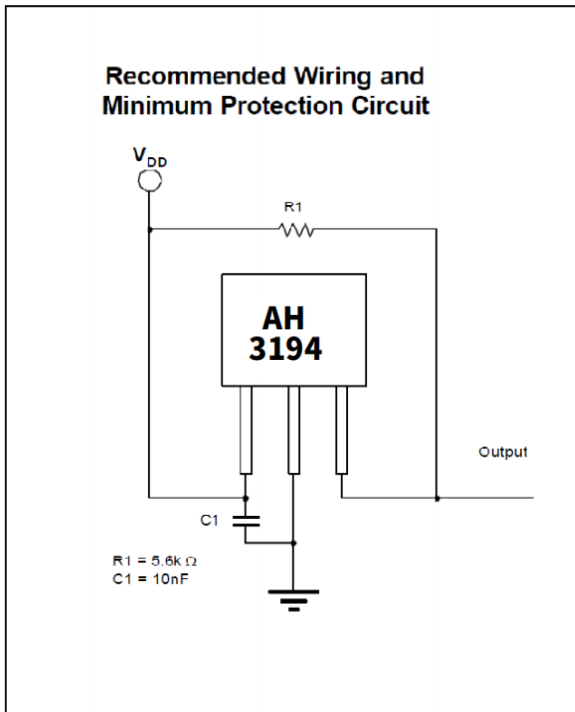 Recommended Wiring and
Minimum Protection Circuit
VDD
R1
AH
3194
Output
C1
R1 = 5.6k Ω
C1 = 10nF